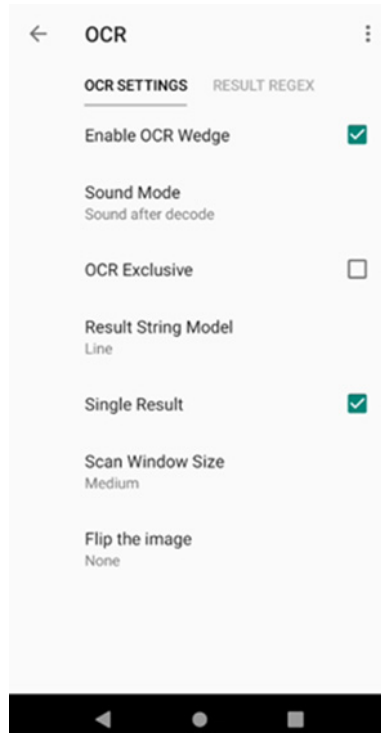 OCR
OCR SETTINGS RESULT REGEX
Enable OCR Wedge
Sound Mode
Sound after decode
OCR Exclusive
Result String Model
Line
Single Result
Scan Window Size
Medium
Flip the image
None